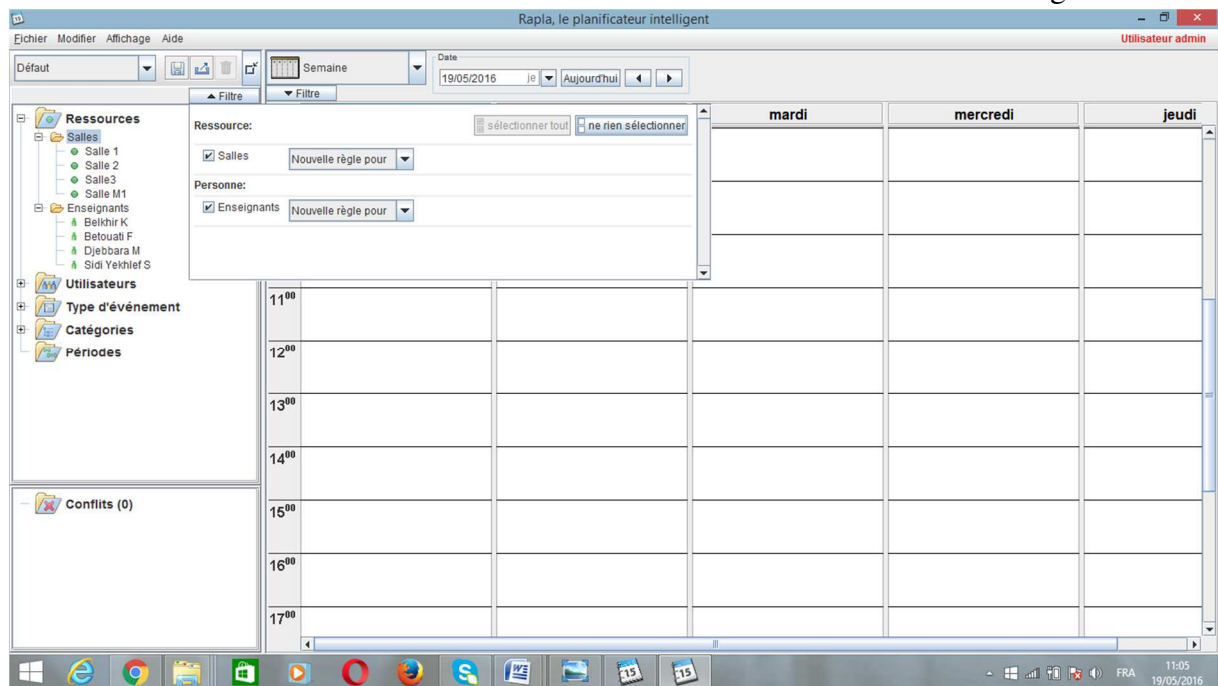 Rapla, le planificateur intelligent
Fichier Modifier Affichage Aide
Utilisateur admin
Défaut
Semaine
Date
19/05/2016 je
Aujourd'hui
Filtre
Filtre
Ressources
Salles
Salle 1
Salle 2
Salle3
Salle M1
Enseignants
Belkhir K
Betouati F
Djebbara M
Sidi Yekhlef S
Utilisateurs
Type d'événement
Catégories
Périodes
Conflits (0)
Ressource:
sélectionner tout
ne rien sélectionner
Salles
Nouvelle règle pour
Personne:
Enseignants
Nouvelle règle pour
mardi
mercredi
jeudi
11⁰⁰
12⁰⁰
13⁰⁰
14⁰⁰
15⁰⁰
16⁰⁰
17⁰⁰
FRA
11:05
19/05/2016